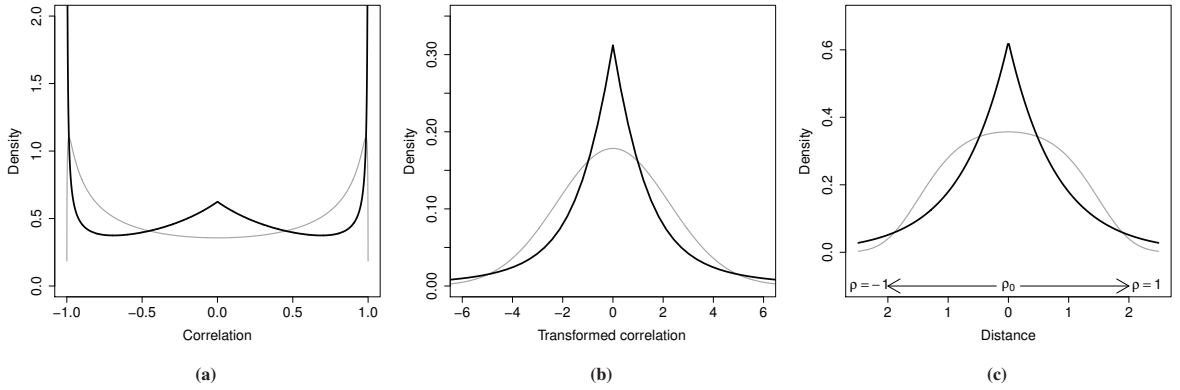 2.0
1.5
1.0
0.5
0.0
Density
−1.0 −0.5 0.0 0.5 1.0
Correlation
(a)
0.30
0.20
0.10
0.00
Density
−6 −4 −2 0 2 4 6
Transformed correlation
(b)
0.6
0.4
0.2
0.0
Density
ρ = −1 ρ0 ρ = 1
2 1 0 1 2
Distance
(c)